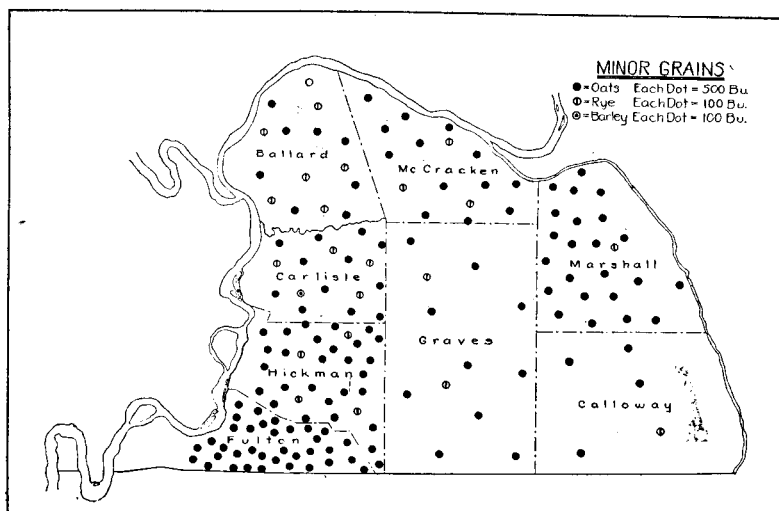 MINOR GRAINS
●=Oats Each Dot = 500 Bu.
=Rye Each Dot = 100 Bu.
=Barley Each Dot = 100 Bu.
Ballard
McCracken
Carlisle
Marshall
Graves
Hickman
Calloway
Fulton